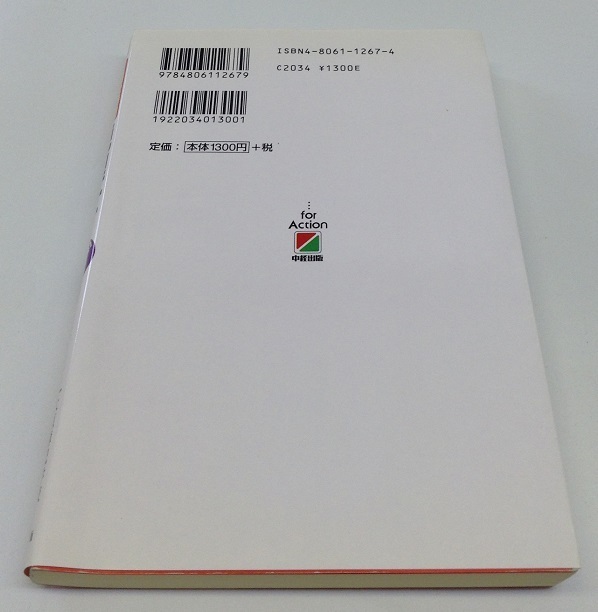 ISBN4-8061-1267-4
9784806112679
C2034 ¥1300E
1922034013001
定価：本体1300円＋税
…for
Action
中経出版